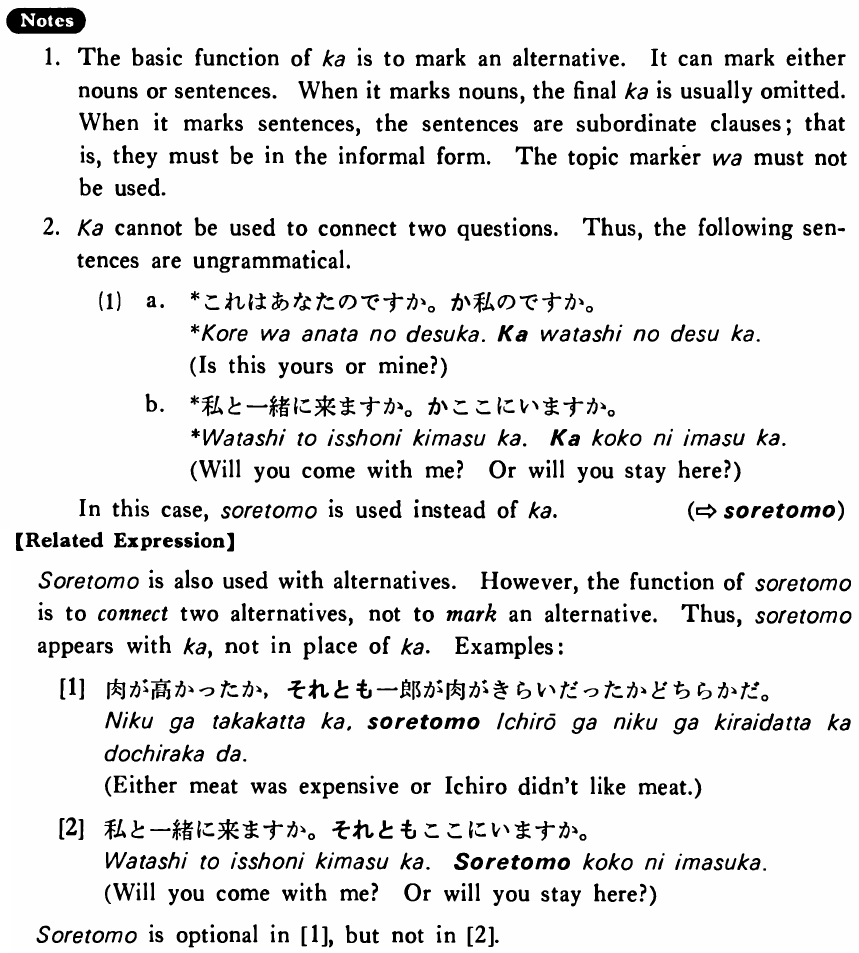 Notes
1. The basic function of ka is to mark an alternative. It can mark either
nouns or sentences. When it marks nouns, the final ka is usually omitted.
When it marks sentences, the sentences are subordinate clauses; that
is, they must be in the informal form. The topic marker wa must not
be used.
2. Ka cannot be used to connect two questions. Thus, the following sen-
tences are ungrammatical.
(1) a. *これはあなたのですか。か私のですか。
*Kore wa anata no desuka. Ka watashi no desu ka.
(Is this yours or mine?)
b. *私と一緒に来ますか。かここにいますか。
*Watashi to isshoni kimasu ka. Ka koko ni imasu ka.
(Will you come with me? Or will you stay here?)
In this case, soretomo is used instead of ka. (⇨ soretomo)
【Related Expression】
Soretomo is also used with alternatives. However, the function of soretomo
is to connect two alternatives, not to mark an alternative. Thus, soretomo
appears with ka, not in place of ka. Examples:
[1] 肉が高かったか，それとも一郎が肉がきらいだったかどちらかだ。
Niku ga takakatta ka, soretomo Ichirō ga niku ga kiraidatta ka
dochiraka da.
(Either meat was expensive or Ichiro didn't like meat.)
[2] 私と一緒に来ますか。それともここにいますか。
Watashi to isshoni kimasu ka. Soretomo koko ni imasuka.
(Will you come with me? Or will you stay here?)
Soretomo is optional in [1], but not in [2].